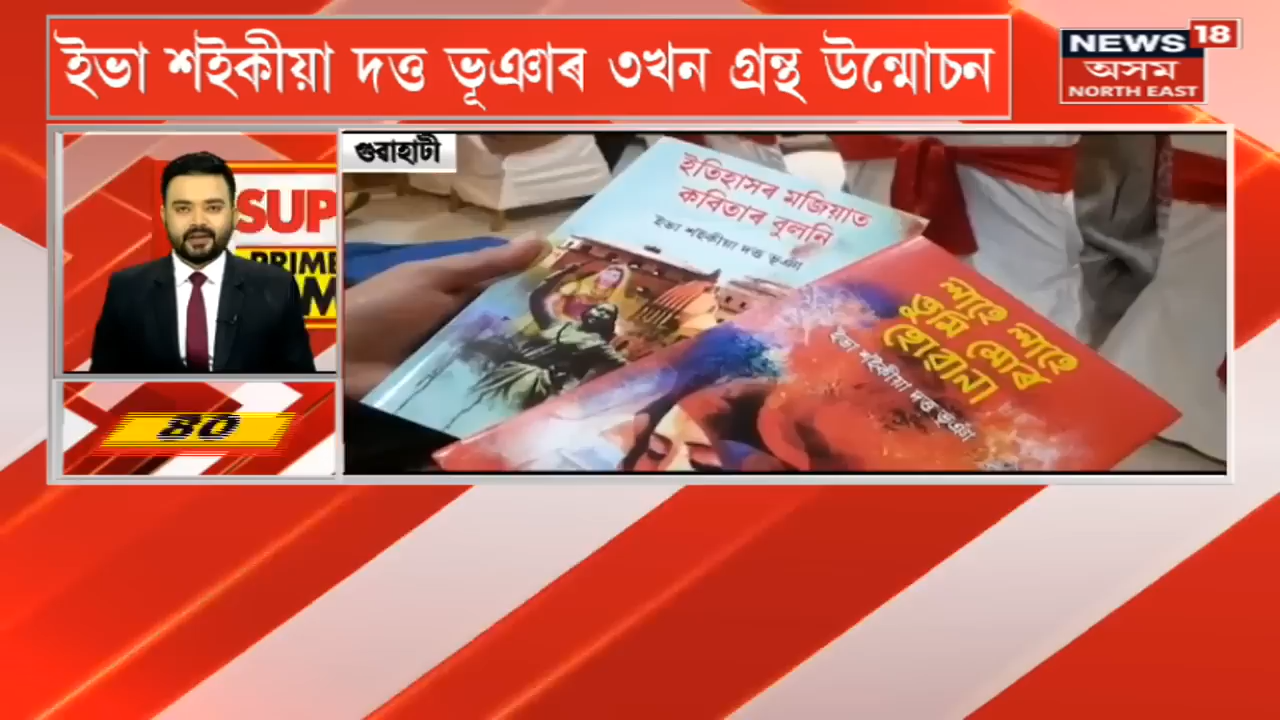 ইভা শইকীয়া দত্ত ভূঞাৰ ৩খন গ্ৰন্থ উন্মোচন
NEWS 18
অসম
NORTH EAST
গুৱাহাটী
SUP
PRIME
ইতিহাসৰ মজিয়াত
কবিতাৰ বুলনি
ইভা শইকীয়া দত্ত ভূঞা
লাহে লাহে
তুমি মোৰ
হোৱানা
ইভা শইকীয়া দত্ত ভূঞা
৪০